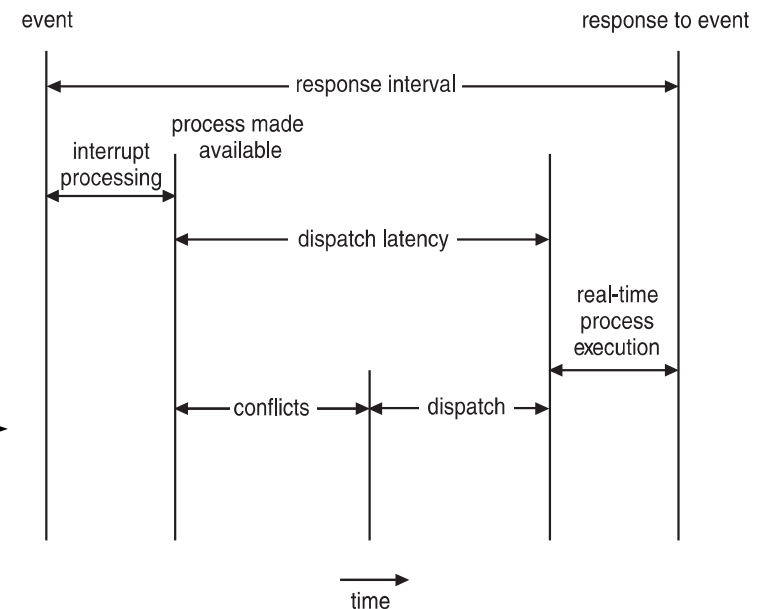 event
response to event
response interval
process made
available
interrupt
processing
dispatch latency
real-time
process
execution
conflicts
dispatch
time